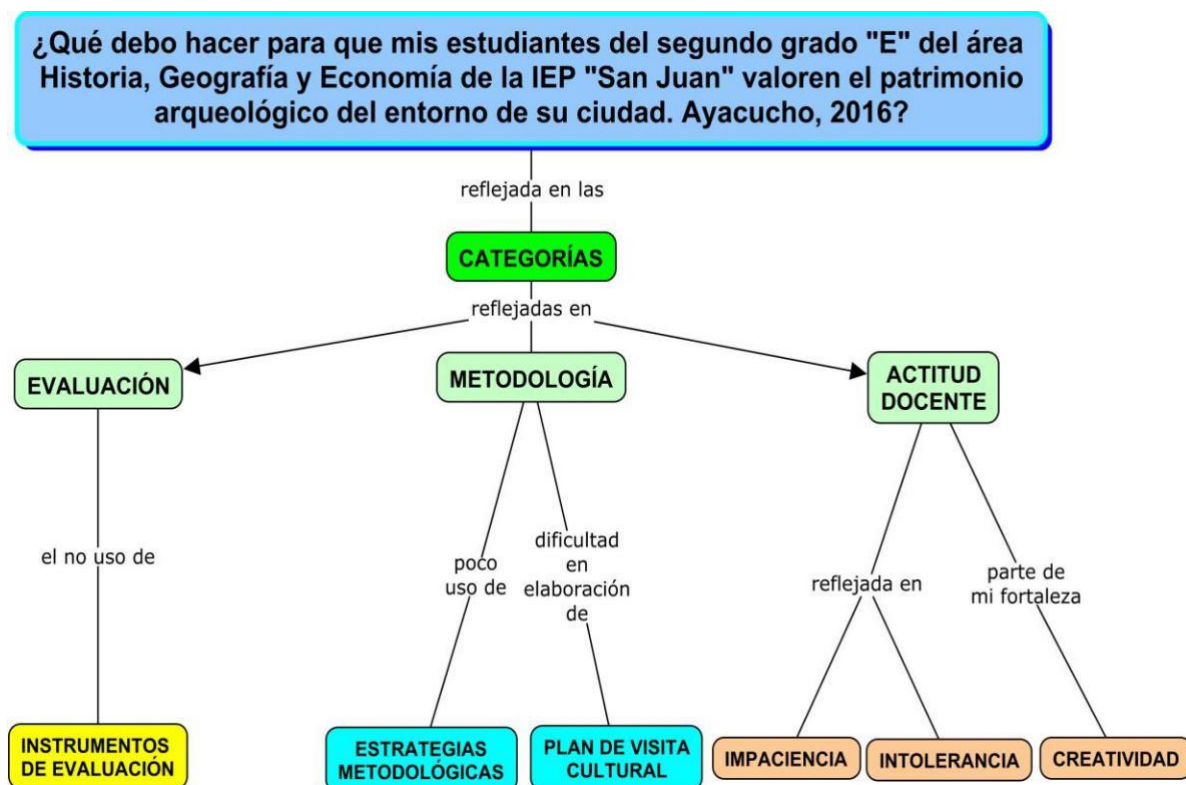 ¿Qué debo hacer para que mis estudiantes del segundo grado "E" del área
Historia, Geografía y Economía de la IEP "San Juan" valoren el patrimonio
arqueológico del entorno de su ciudad. Ayacucho, 2016?
reflejada en las
CATEGORÍAS
reflejadas en
EVALUACIÓN
METODOLOGÍA
ACTITUD
DOCENTE
el no uso de
poco
uso de
dificultad
en
elaboración
de
reflejada en
parte de
mi fortaleza
INSTRUMENTOS
DE EVALUACIÓN
ESTRATEGIAS
METODOLÓGICAS
PLAN DE VISITA
CULTURAL
IMPACIENCIA
INTOLERANCIA
CREATIVIDAD